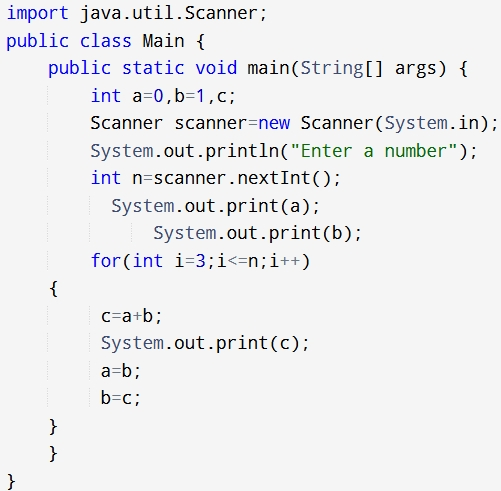 import java.util.Scanner;
public class Main {
    public static void main(String[] args) {
        int a=0,b=1,c;
        Scanner scanner=new Scanner(System.in);
        System.out.println("Enter a number");
        int n=scanner.nextInt();
          System.out.print(a);
              System.out.print(b);
        for(int i=3;i<=n;i++)
    {
         c=a+b;
         System.out.print(c);
         a=b;
         b=c;
    }
    }
}